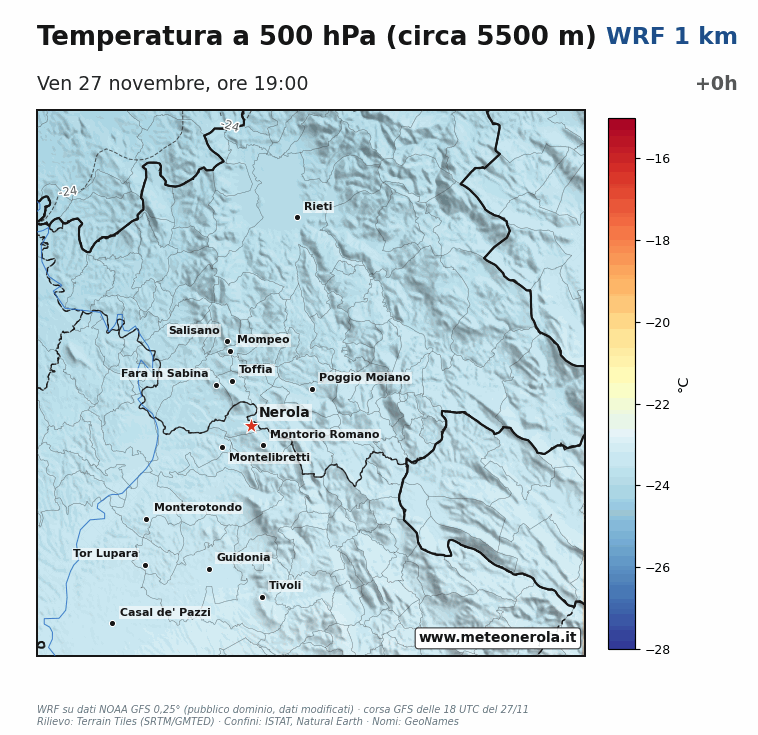 Temperatura a 500 hPa (circa 5500 m) WRF 1 km
Ven 27 novembre, ore 19:00 +0h
-24
-24
Rieti
Salisano
Mompeo
Toffia
Fara in Sabina
Poggio Moiano
Nerola
Montorio Romano
Montelibretti
Monterotondo
Tor Lupara
Guidonia
Tivoli
Casal de' Pazzi
www.meteonerola.it
−16
−18
−20
−22
−24
−26
−28
°C
WRF su dati NOAA GFS 0,25° (pubblico dominio, dati modificati) · corsa GFS delle 18 UTC del 27/11
Rilievo: Terrain Tiles (SRTM/GMTED) · Confini: ISTAT, Natural Earth · Nomi: GeoNames